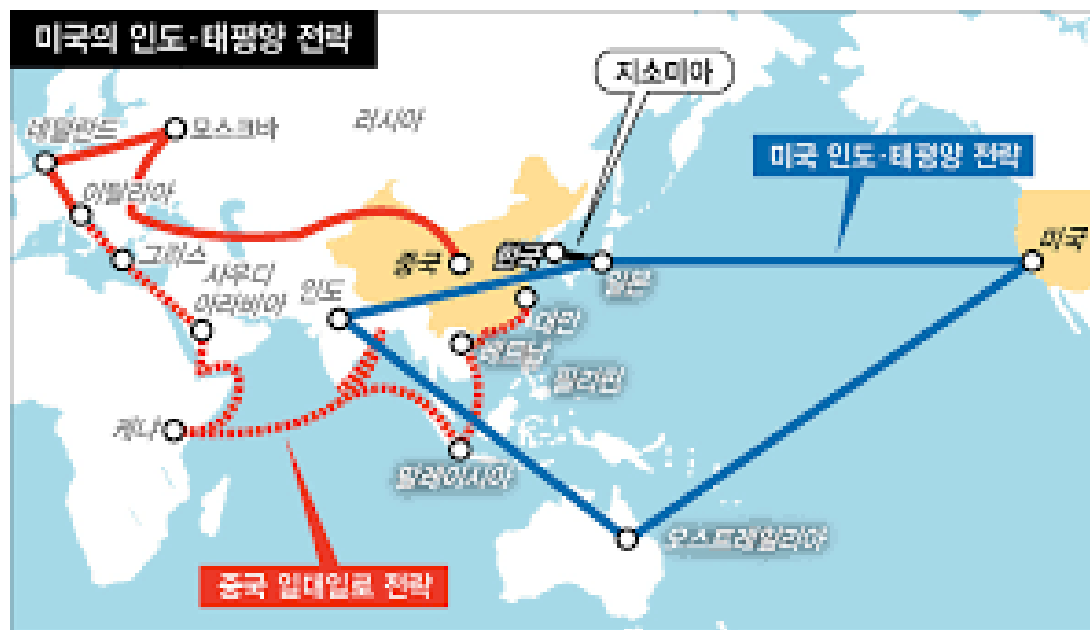 미국의 인도·태평양 전략
지소미아
네덜란드
모스크바
러시아
미국 인도·태평양 전략
이탈리아
그리스
사우디
아라비아
인도
중국
한국
일본
미국
대만
베트남
필리핀
케냐
말레이시아
오스트레일리아
중국 일대일로 전략